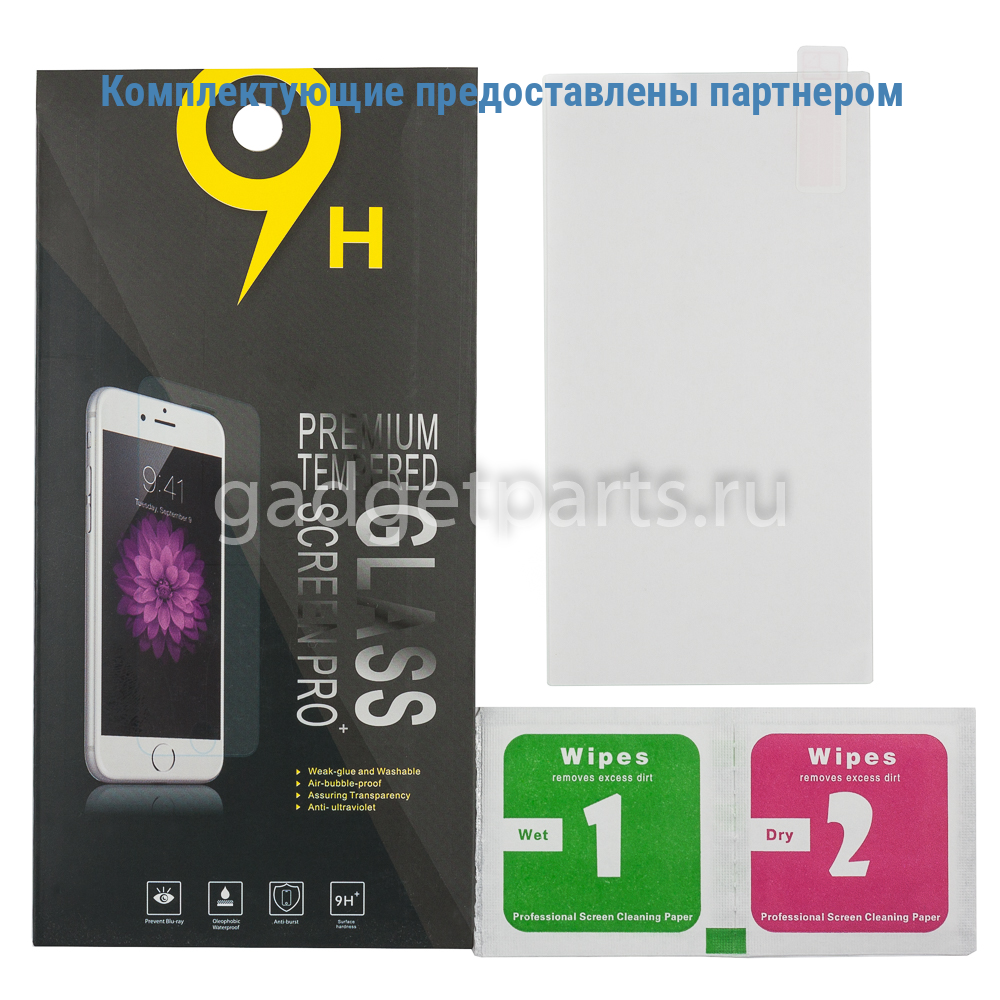 Комплектующие предоставлены партнером
9
H
9:41
Tuesday, September 9
PREMIUM
TEMPERED
GLASS
SCREEN PRO+
gadgetparts.ru
Weak-glue and Washable
Air-bubble-proof
Assuring Transparency
Anti- ultraviolet
Prevent Blu-ray
Oleophobic
Waterproof
Anti-burst
9H+
Surface
hardness
Wipes
removes excess dirt
Wet
1
Professional Screen Cleaning Paper
Wipes
removes excess dirt
Dry
2
Professional Screen Cleaning Paper